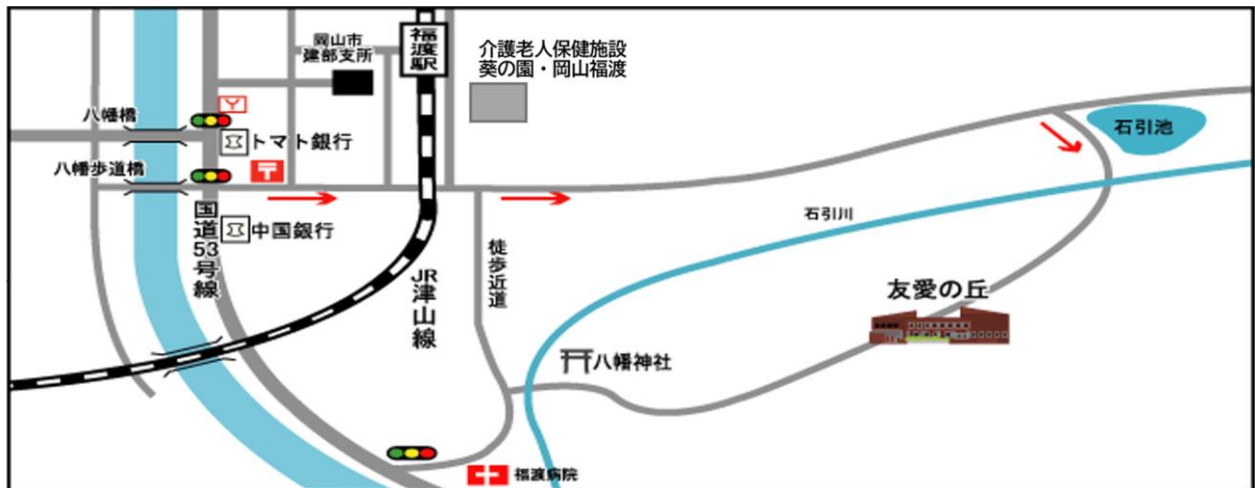 岡山市
建部支所
福渡駅
介護老人保健施設
葵の園・岡山福渡
八幡橋
トマト銀行
石引池
八幡歩道橋
国道53号線
中国銀行
石引川
徒歩近道
JR津山線
友愛の丘
八幡神社
福渡病院